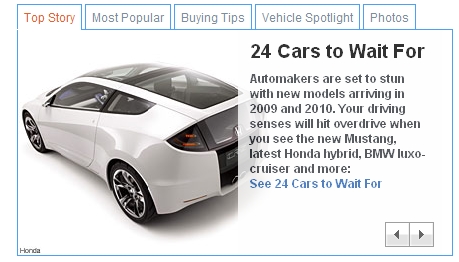 Top Story
Most Popular
Buying Tips
Vehicle Spotlight
Photos
24 Cars to Wait For
Automakers are set to stun
with new models arriving in
2009 and 2010. Your driving
senses will hit overdrive when
you see the new Mustang,
latest Honda hybrid, BMW luxo-
cruiser and more:
See 24 Cars to Wait For
Honda